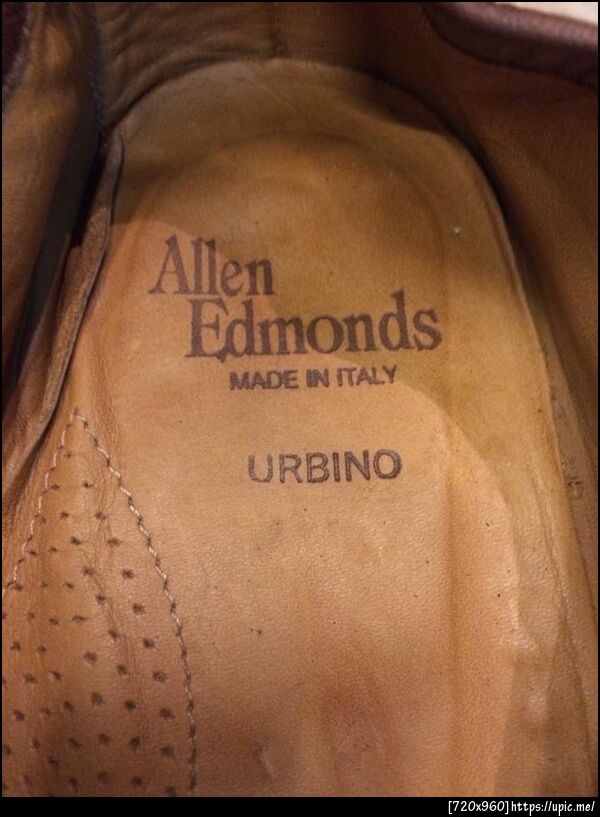 Allen
Edmonds
MADE IN ITALY
URBINO
[720x960]https://upic.me/